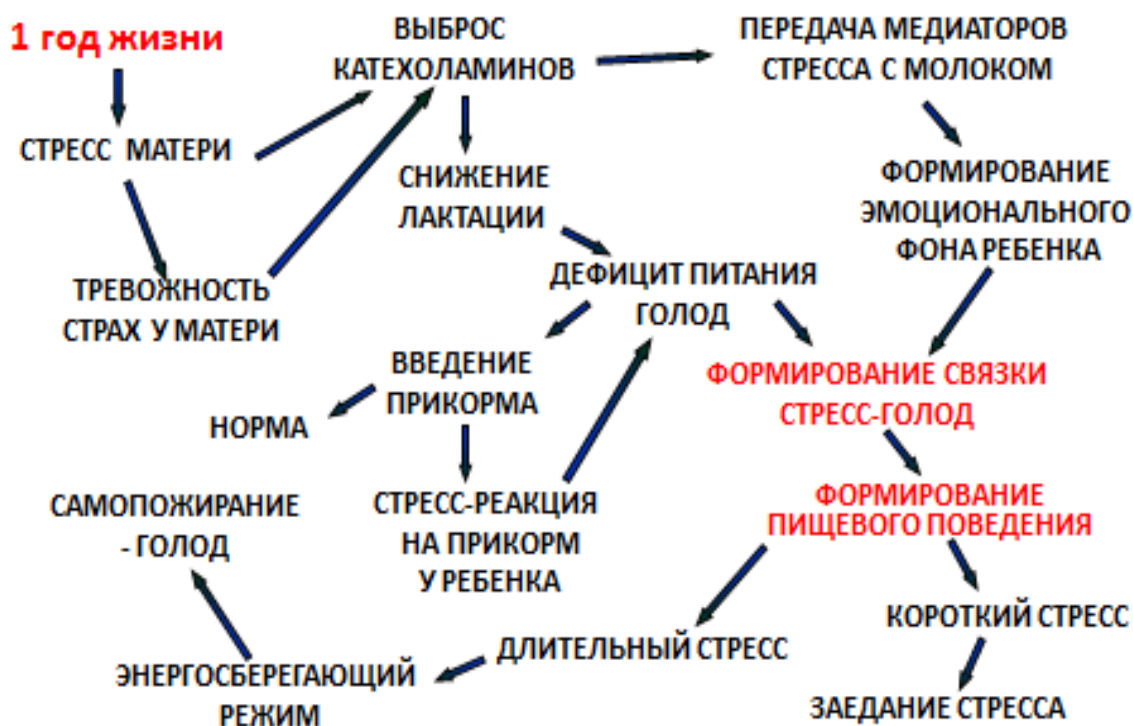 1 год жизни
ВЫБРОС
КАТЕХОЛАМИНОВ
ПЕРЕДАЧА МЕДИАТОРОВ
СТРЕССА С МОЛОКОМ
СТРЕСС МАТЕРИ
СНИЖЕНИЕ
ЛАКТАЦИИ
ФОРМИРОВАНИЕ
ЭМОЦИОНАЛЬНОГО
ФОНА РЕБЕНКА
ТРЕВОЖНОСТЬ
СТРАХ У МАТЕРИ
ДЕФИЦИТ ПИТАНИЯ
ГОЛОД
ВВЕДЕНИЕ
ПРИКОРМА
ФОРМИРОВАНИЕ СВЯЗКИ
СТРЕСС-ГОЛОД
НОРМА
САМОПОЖИРАНИЕ
- ГОЛОД
СТРЕСС-РЕАКЦИЯ
НА ПРИКОРМ
У РЕБЕНКА
ФОРМИРОВАНИЕ
ПИЩЕВОГО ПОВЕДЕНИЯ
КОРОТКИЙ СТРЕСС
ДЛИТЕЛЬНЫЙ СТРЕСС
ЭНЕРГОСБЕРЕГАЮЩИЙ
РЕЖИМ
ЗАЕДАНИЕ СТРЕССА